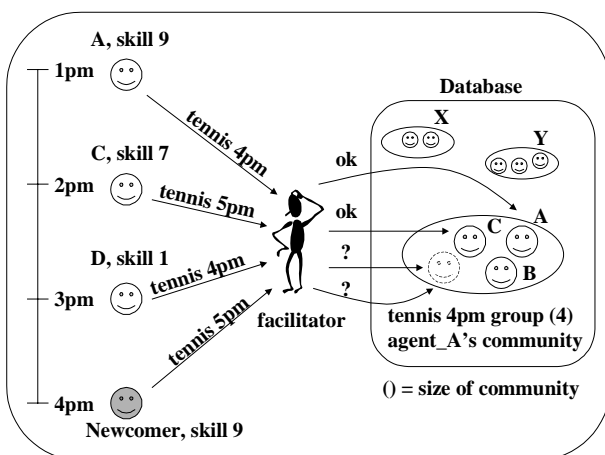 A, skill 9
1pm
tennis 4pm
C, skill 7
2pm
tennis 5pm
D, skill 1
3pm
tennis 4pm
tennis 5pm
4pm
Newcomer, skill 9
facilitator
ok
ok
?
?
Database
X
Y
C
A
B
tennis 4pm group (4)
agent_A's community
() = size of community